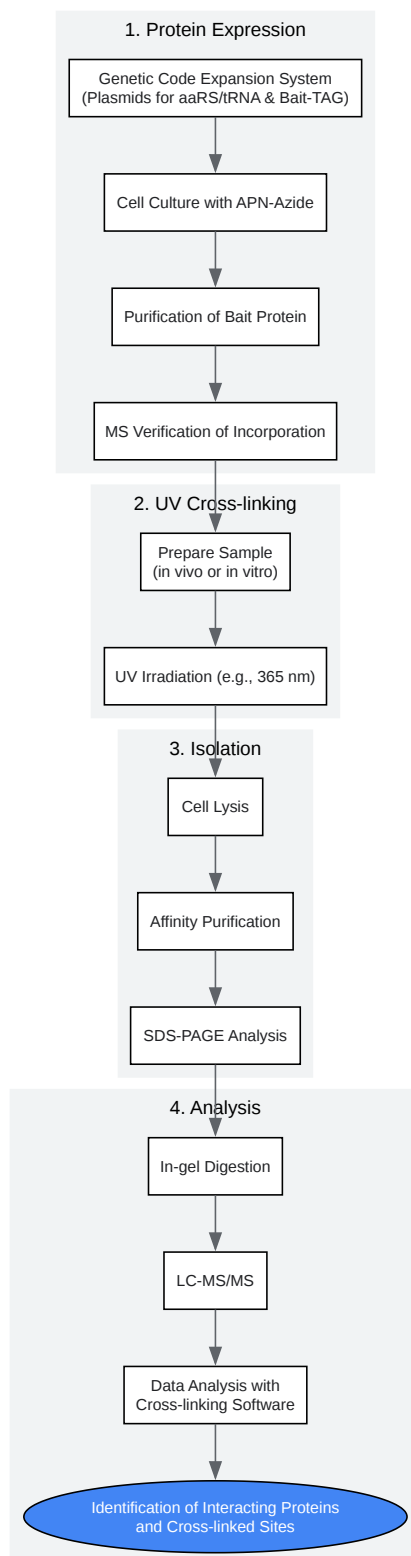 1. Protein Expression
Genetic Code Expansion System
(Plasmids for aaRS/tRNA & Bait-TAG)
Cell Culture with APN-Azide
Purification of Bait Protein
MS Verification of Incorporation
2. UV Cross-linking
Prepare Sample
(in vivo or in vitro)
UV Irradiation (e.g., 365 nm)
3. Isolation
Cell Lysis
Affinity Purification
SDS-PAGE Analysis
4. Analysis
In-gel Digestion
LC-MS/MS
Data Analysis with
Cross-linking Software
Identification of Interacting Proteins
and Cross-linked Sites